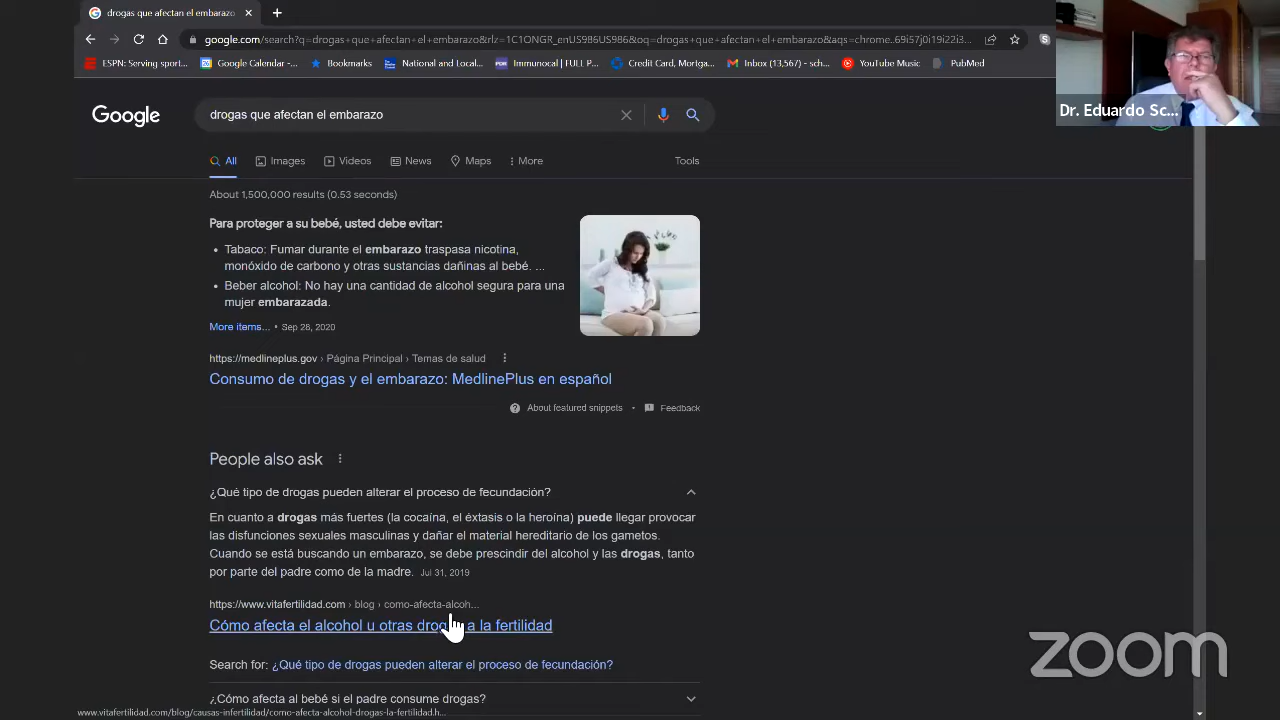 drogas que afectan el embarazo
google.com/search?q=drogas+que+afectan+el+embarazo&rlz=1C1ONGR_enUS986US986&oq=drogas+que+afectan+el+embarazo&aqs=chrome..69i57j0i19i22i3...
ESPN: Serving sport...
Google Calendar -...
Bookmarks
National and Local...
Immunocal | FULL P...
Credit Card, Mortga...
Inbox (13,567) - sch...
YouTube Music
PubMed
Dr. Eduardo Sc...
Google
drogas que afectan el embarazo
All Images Videos News Maps More Tools
About 1,500,000 results (0.53 seconds)
Para proteger a su bebé, usted debe evitar:
• Tabaco: Fumar durante el embarazo traspasa nicotina,
monóxido de carbono y otras sustancias dañinas al bebé. ...
• Beber alcohol: No hay una cantidad de alcohol segura para una
mujer embarazada.
More items... • Sep 28, 2020
https://medlineplus.gov › Página Principal › Temas de salud
Consumo de drogas y el embarazo: MedlinePlus en español
About featured snippets • Feedback
People also ask
¿Qué tipo de drogas pueden alterar el proceso de fecundación?
En cuanto a drogas más fuertes (la cocaína, el éxtasis o la heroína) puede llegar provocar
las disfunciones sexuales masculinas y dañar el material hereditario de los gametos.
Cuando se está buscando un embarazo, se debe prescindir del alcohol y las drogas, tanto
por parte del padre como de la madre. Jul 31, 2019
https://www.vitafertilidad.com › blog › como-afecta-alcoh...
Cómo afecta el alcohol u otras drogas a la fertilidad
Search for: ¿Qué tipo de drogas pueden alterar el proceso de fecundación?
¿Cómo afecta al bebé si el padre consume drogas?
www.vitafertilidad.com/blog/causas-infertilidad/como-afecta-alcohol-drogas-la-fertilidad.h...
zoom